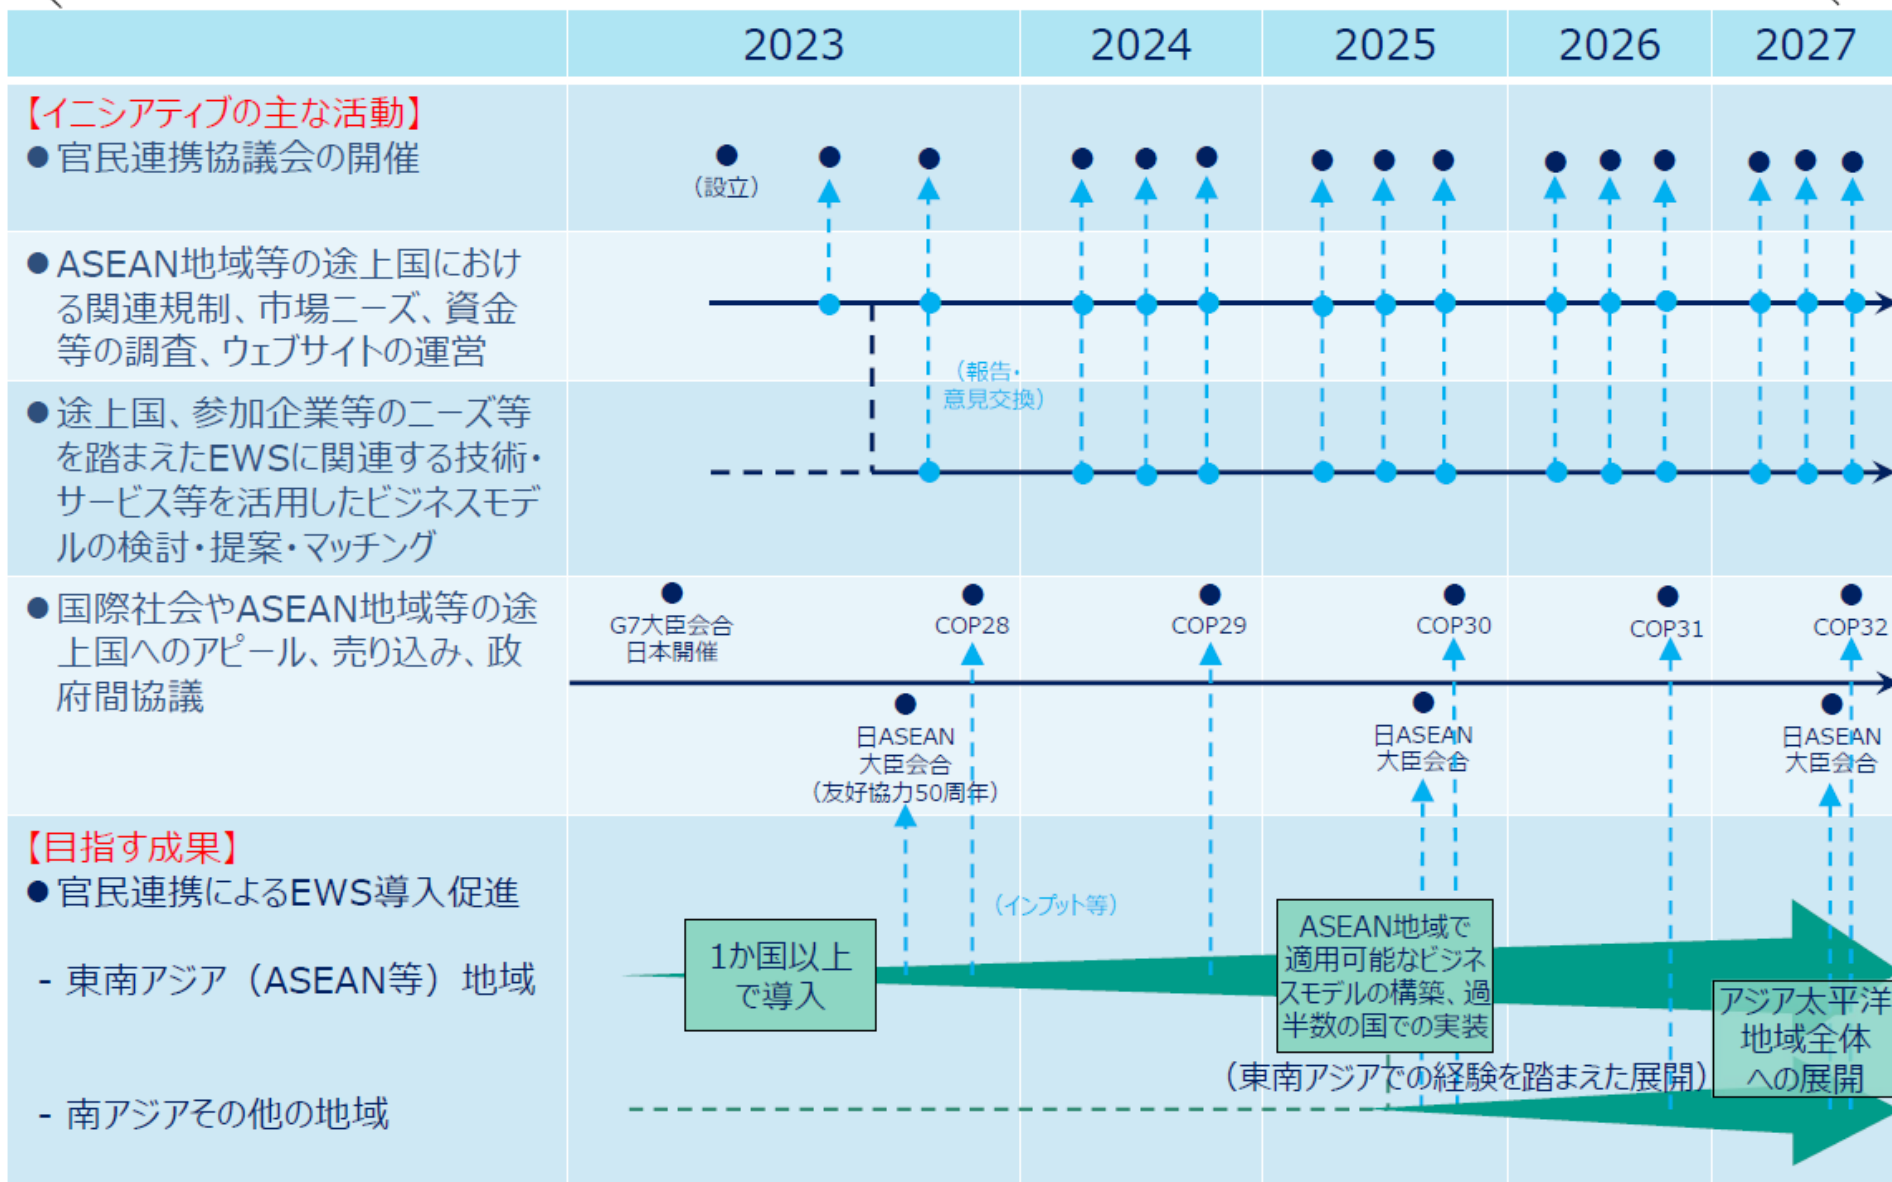 2023
2024
2025
2026
2027
【イニシアティブの主な活動】
●官民連携協議会の開催
（設立）
●ASEAN地域等の途上国におけ
る関連規制、市場ニーズ、資金
等の調査、ウェブサイトの運営
（報告・
意見交換）
●途上国、参加企業等のニーズ等
を踏まえたEWSに関連する技術・
サービス等を活用したビジネスモデ
ルの検討・提案・マッチング
●国際社会やASEAN地域等の途
上国へのアピール、売り込み、政
府間協議
G7大臣会合
日本開催
COP28
COP29
COP30
COP31
COP32
日ASEAN
大臣会合
（友好協力50周年）
日ASEAN
大臣会合
日ASEAN
大臣会合
【目指す成果】
●官民連携によるEWS導入促進
（インプット等）
- 東南アジア（ASEAN等）地域
1か国以上
で導入
ASEAN地域で
適用可能なビジネ
スモデルの構築、過
半数の国での実装
アジア太平洋
地域全体
への展開
（東南アジアでの経験を踏まえた展開）
- 南アジアその他の地域